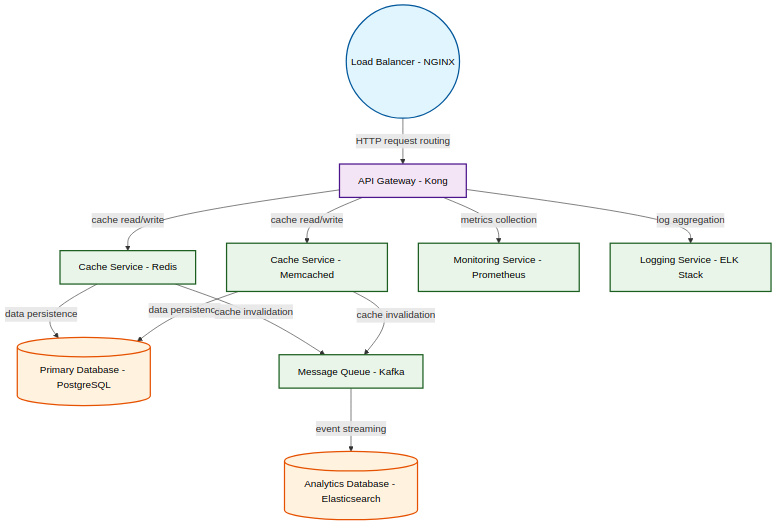 Load Balancer - NGINX
HTTP request routing
API Gateway - Kong
cache read/write
cache read/write
metrics collection
log aggregation
Cache Service - Redis
Cache Service -
Memcached
Monitoring Service -
Prometheus
Logging Service - ELK
Stack
data persistence
data persistenc
cache invalidation
cache invalidation
Primary Database -
PostgreSQL
Message Queue - Kafka
event streaming
Analytics Database -
Elasticsearch